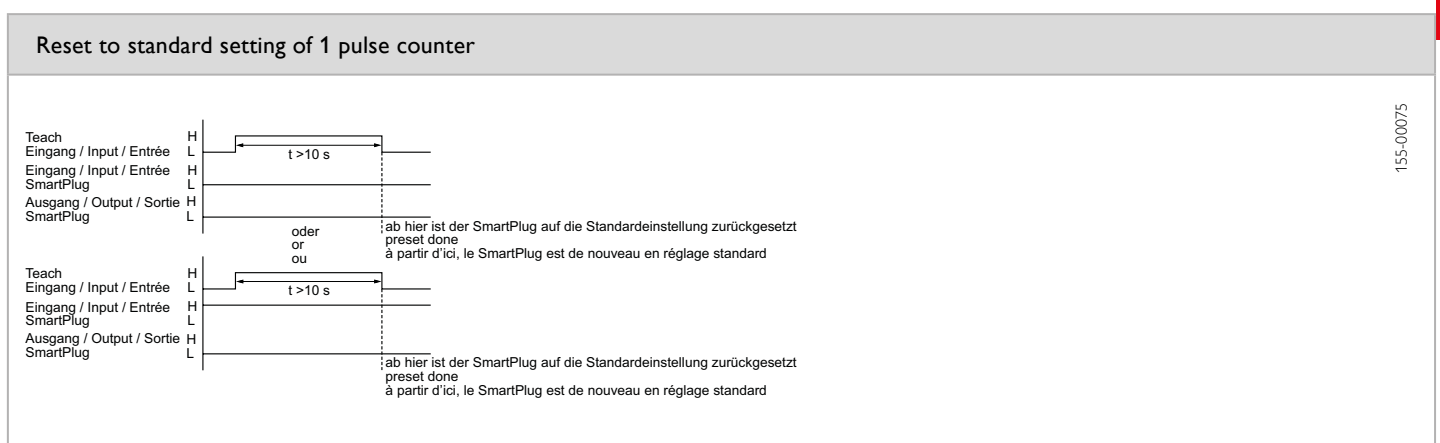 Reset to standard setting of 1 pulse counter
155-00075
Teach H
Eingang / Input / Entrée L
t >10 s
Eingang / Input / Entrée H
SmartPlug L
Ausgang / Output / Sortie H
SmartPlug L
ab hier ist der SmartPlug auf die Standardeinstellung zurückgesetzt
preset done
à partir d'ici, le SmartPlug est de nouveau en réglage standard
oder
or
ou
Teach H
Eingang / Input / Entrée L
t >10 s
Eingang / Input / Entrée H
SmartPlug L
Ausgang / Output / Sortie H
SmartPlug L
ab hier ist der SmartPlug auf die Standardeinstellung zurückgesetzt
preset done
à partir d'ici, le SmartPlug est de nouveau en réglage standard